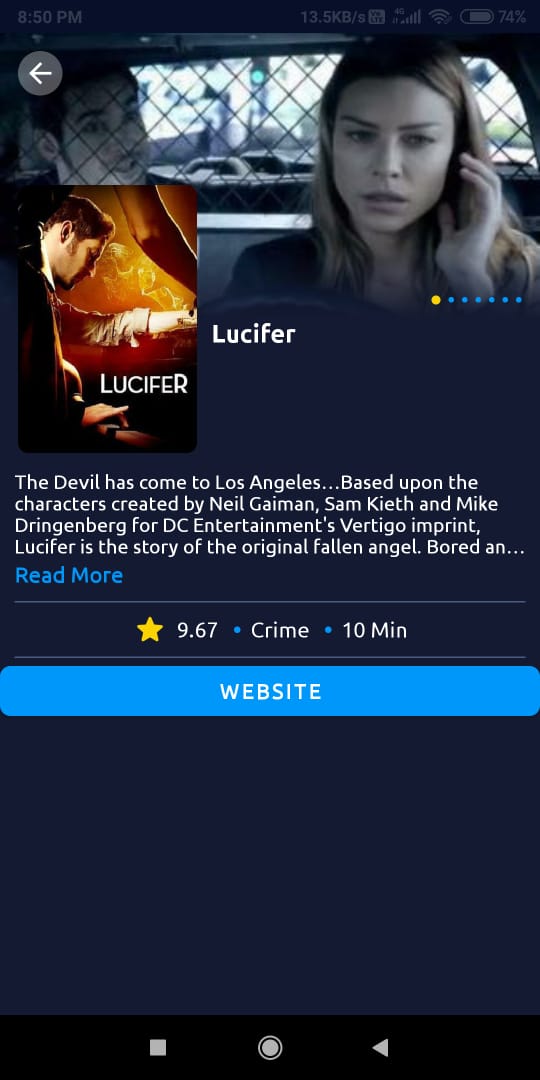 8:50 PM 13.5KB/s Vo LTE 4G 74%
LUCIFER
Lucifer
The Devil has come to Los Angeles…Based upon the
characters created by Neil Gaiman, Sam Kieth and Mike
Dringenberg for DC Entertainment's Vertigo imprint,
Lucifer is the story of the original fallen angel. Bored an…
Read More
9.67 • Crime • 10 Min
WEBSITE